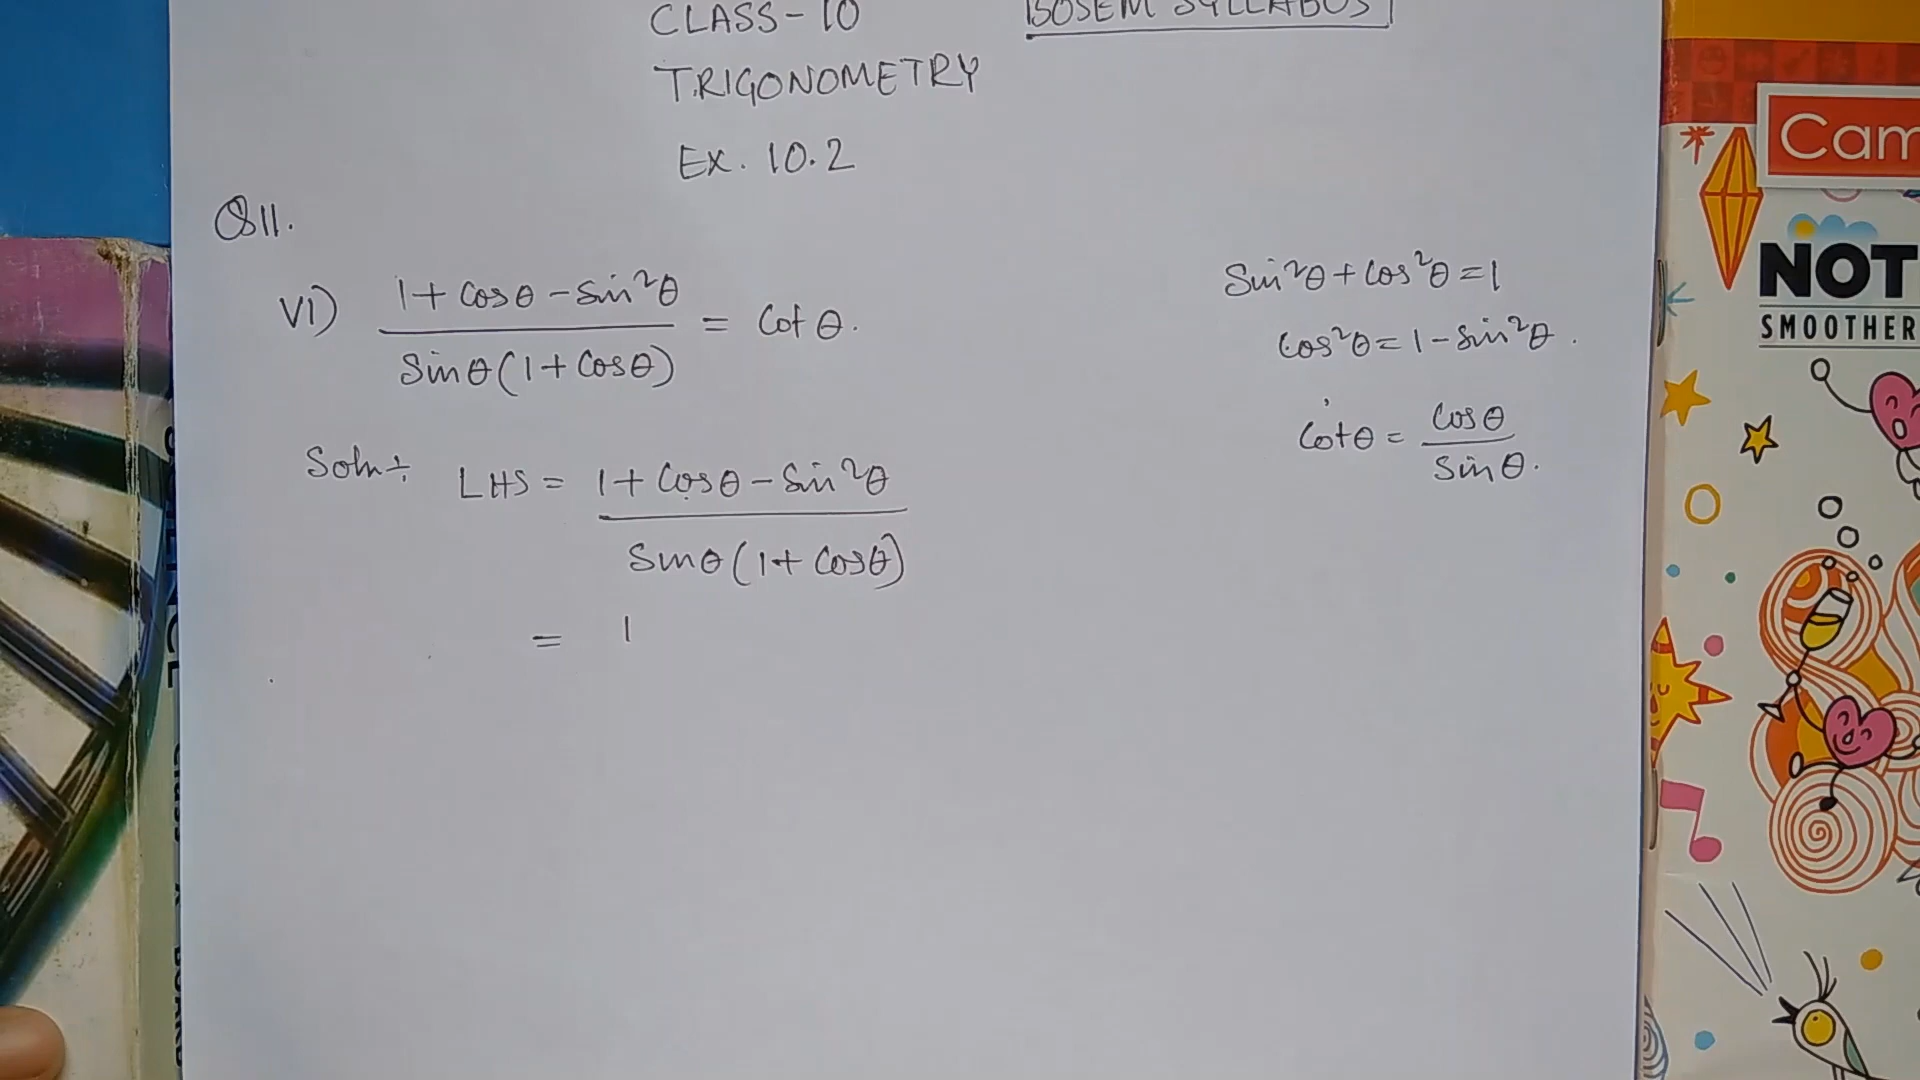 CLASS-10
BOSEM SYLLABUS
TRIGONOMETRY
EX. 10.2
Q11.
VI) (1 + Cosθ - Sin²θ) / (Sinθ(1 + Cosθ)) = Cotθ.
Sin²θ + Cos²θ = 1
Cos²θ = 1 - Sin²θ.
Cotθ = Cosθ / Sinθ.
Soln÷ LHS = (1 + Cosθ - Sin²θ) / (Sinθ(1 + Cosθ))
= 1
Cam
NOT
SMOOTHER